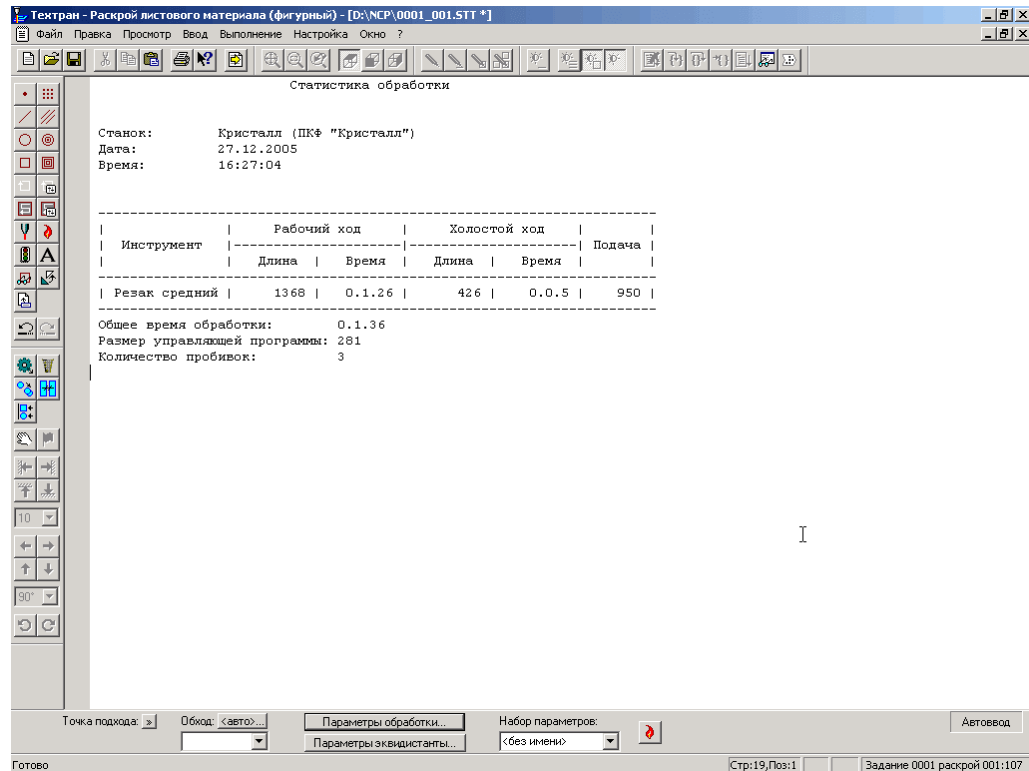 Техтран - Раскрой листового материала (фигурный) - [D:\NCP\0001_001.STT *]
Файл Правка Просмотр Ввод Выполнение Настройка Окно ?
Статистика обработки
Станок: Кристалл (ПКФ "Кристалл")
Дата: 27.12.2005
Время: 16:27:04
| | Рабочий ход | Холостой ход | |
| Инструмент |---------------------|---------------------| Подача |
| | Длина | Время | Длина | Время | |
| Резак средний | 1368 | 0.1.26 | 426 | 0.0.5 | 950 |
Общее время обработки: 0.1.36
Размер управляющей программы: 281
Количество пробивок: 3
10
90°
Точка подхода: » Обход: <авто>... Параметры обработки... Набор параметров: Автоввод
Параметры эквидистанты... <без имени>
Готово Стр:19,Поз:1 Задание 0001 раскрой 001:107